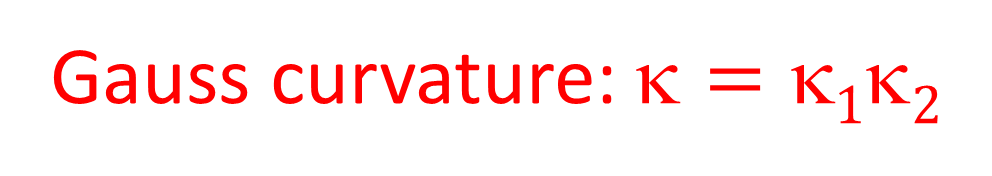 Gauss curvature: κ = κ₁κ₂